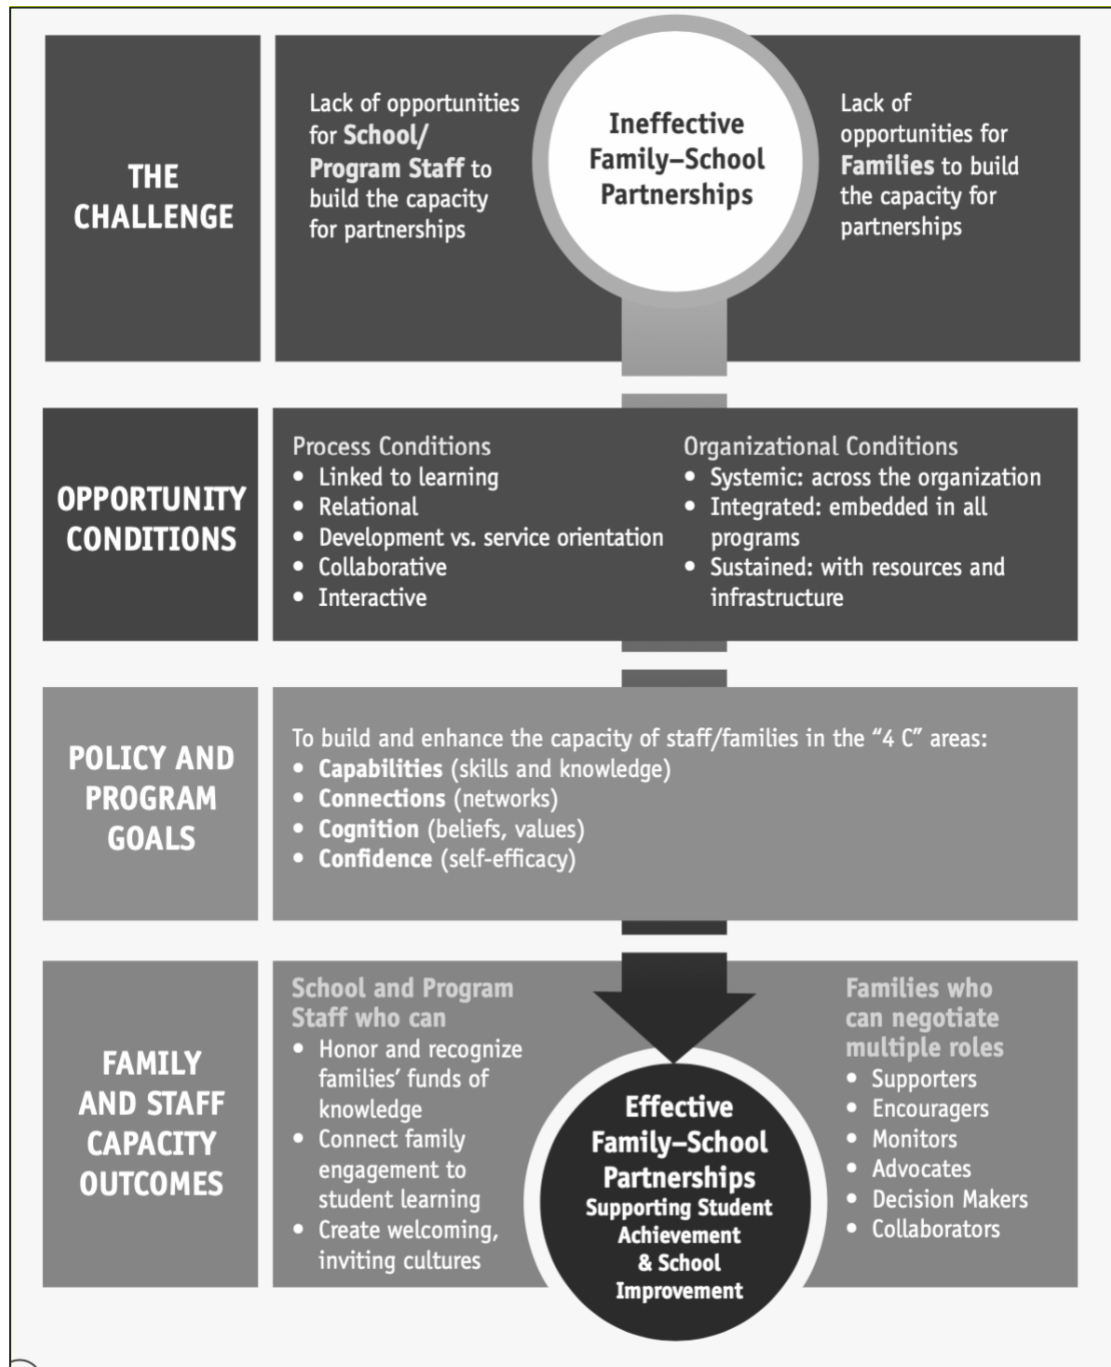 THE
CHALLENGE
Lack of opportunities
for School/
Program Staff to
build the capacity
for partnerships
Ineffective
Family–School
Partnerships
Lack of
opportunities for
Families to build
the capacity for
partnerships
OPPORTUNITY
CONDITIONS
Process Conditions
• Linked to learning
• Relational
• Development vs. service orientation
• Collaborative
• Interactive
Organizational Conditions
• Systemic: across the organization
• Integrated: embedded in all
programs
• Sustained: with resources and
infrastructure
POLICY AND
PROGRAM
GOALS
To build and enhance the capacity of staff/families in the “4 C” areas:
• Capabilities (skills and knowledge)
• Connections (networks)
• Cognition (beliefs, values)
• Confidence (self-efficacy)
FAMILY
AND STAFF
CAPACITY
OUTCOMES
School and Program
Staff who can
• Honor and recognize
families’ funds of
knowledge
• Connect family
engagement to
student learning
• Create welcoming,
inviting cultures
Effective
Family–School
Partnerships
Supporting Student
Achievement
& School
Improvement
Families who
can negotiate
multiple roles
• Supporters
• Encouragers
• Monitors
• Advocates
• Decision Makers
• Collaborators